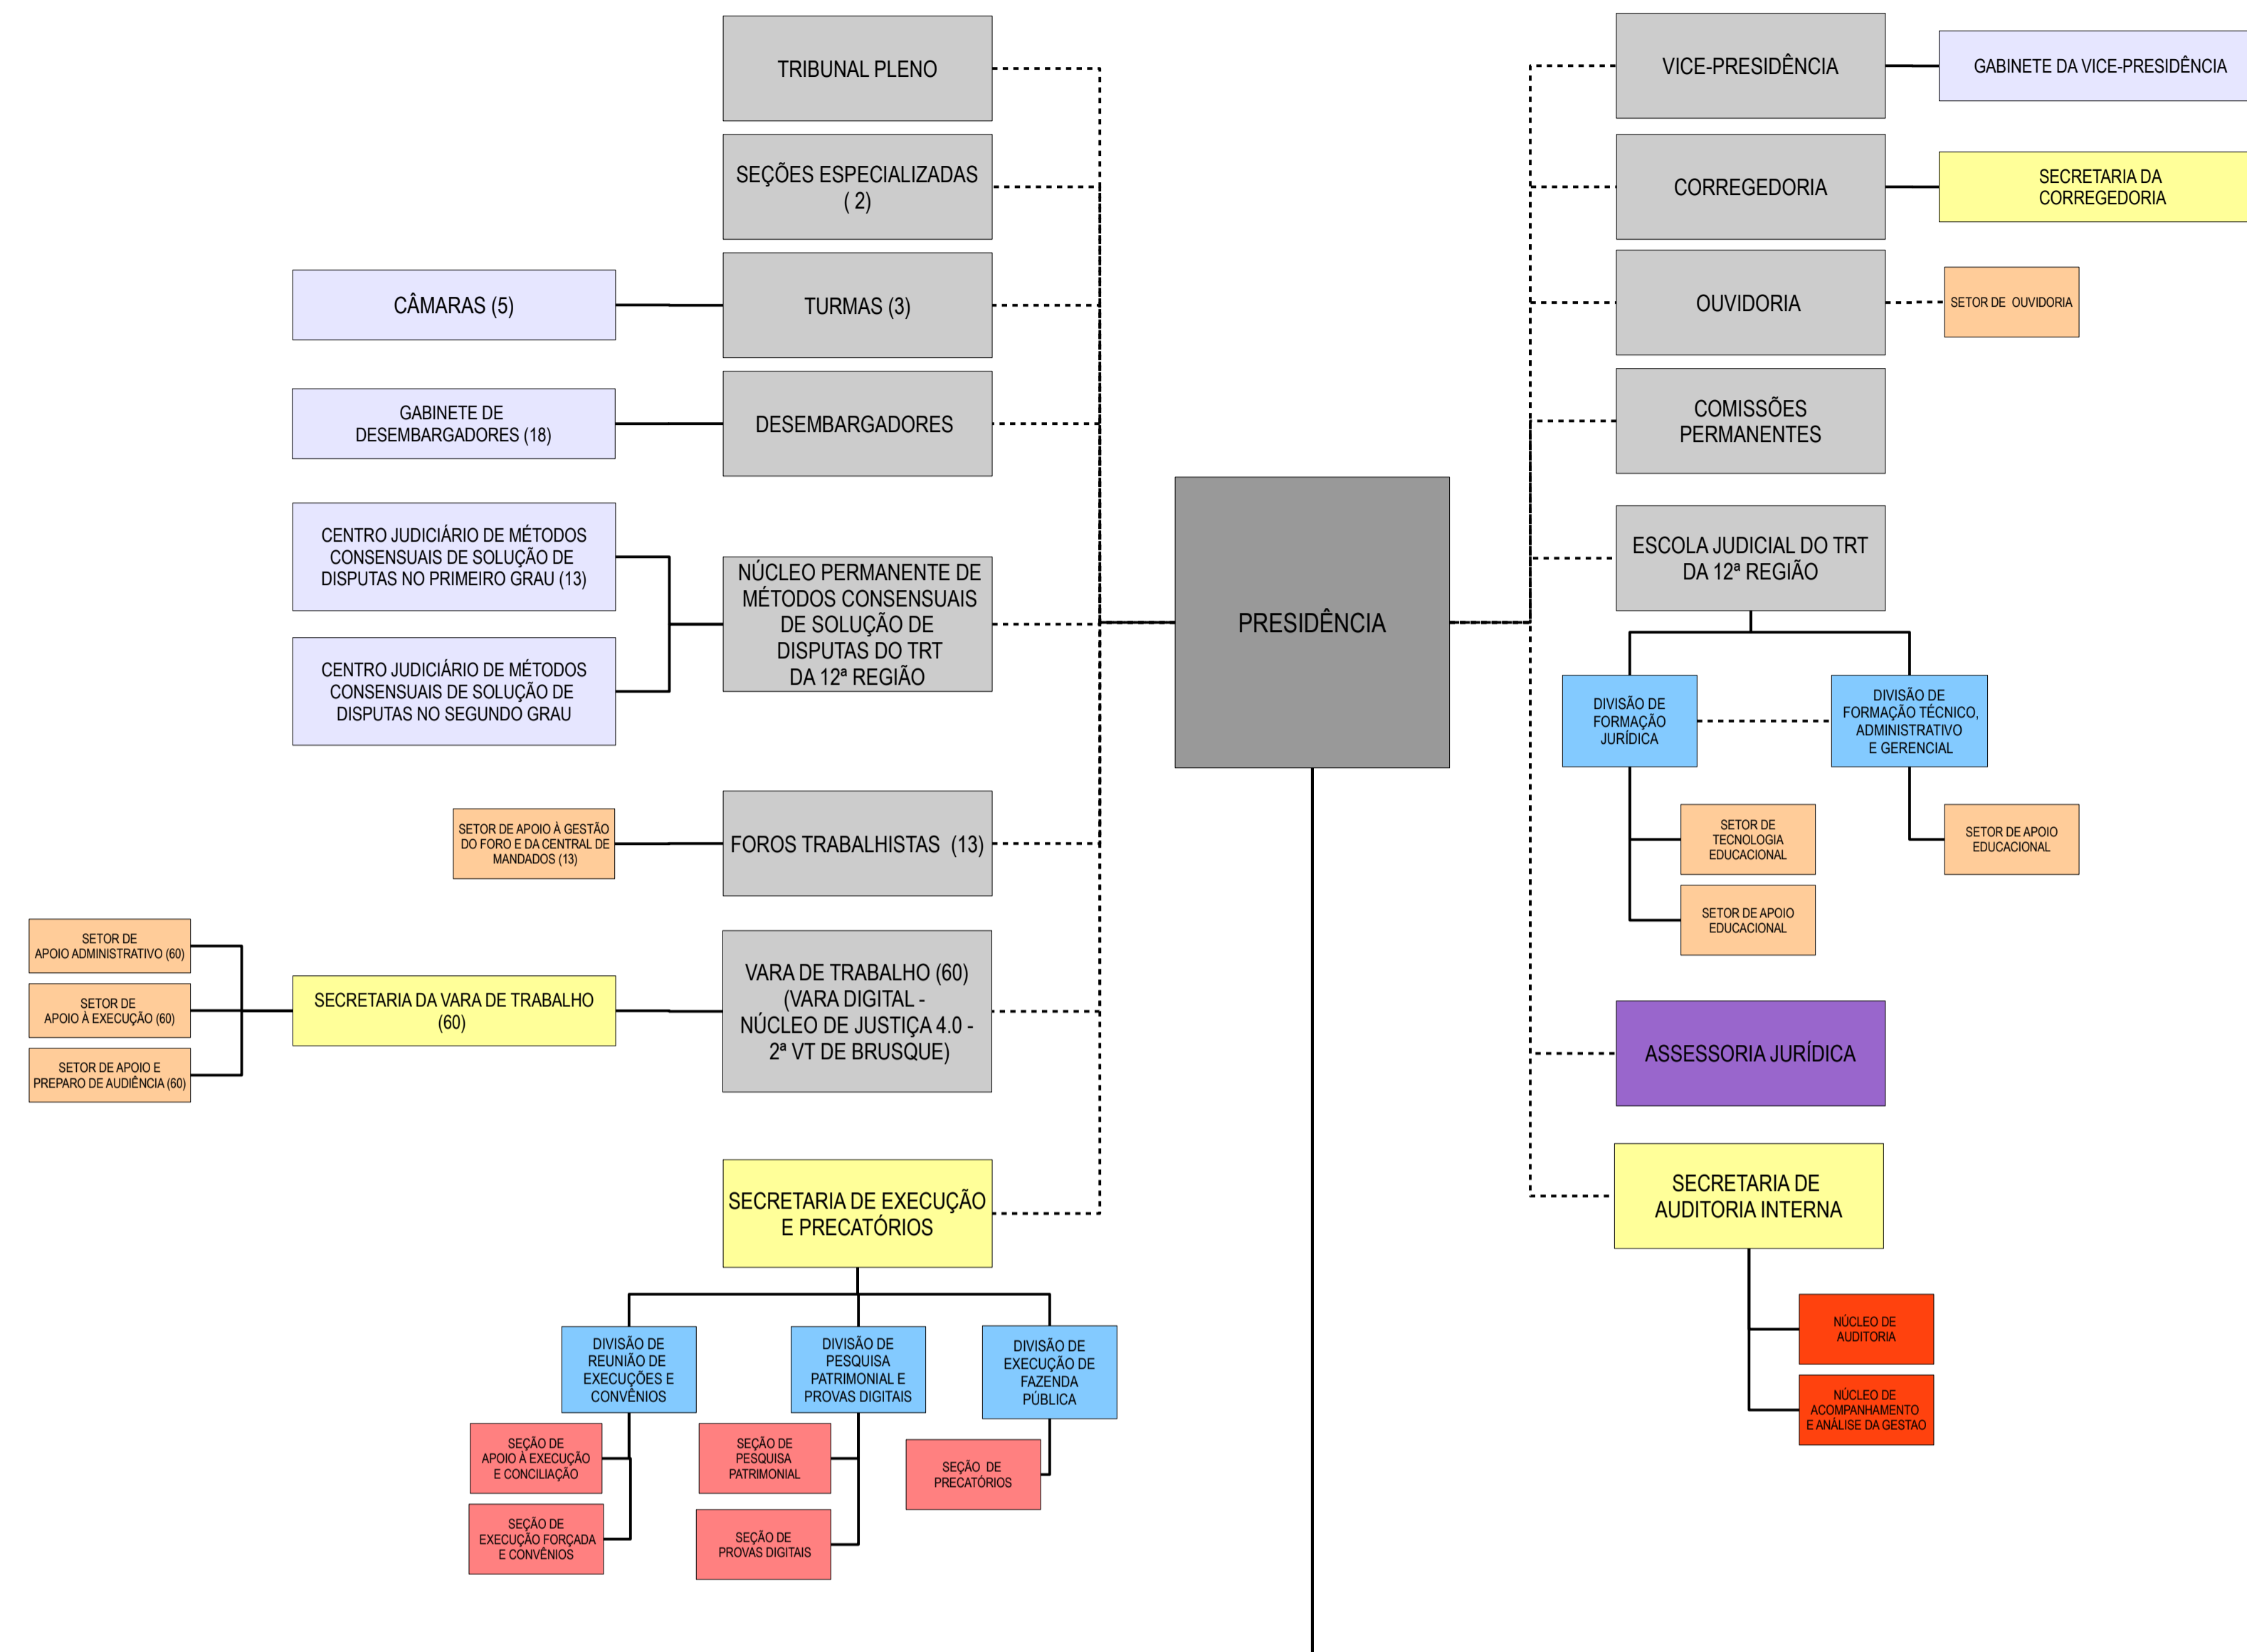 TRIBUNAL PLENO
SEÇÕES ESPECIALIZADAS
( 2)
CÂMARAS (5)
TURMAS (3)
GABINETE DE
DESEMBARGADORES (18)
DESEMBARGADORES
CENTRO JUDICIÁRIO DE MÉTODOS
CONSENSUAIS DE SOLUÇÃO DE
DISPUTAS NO PRIMEIRO GRAU (13)
CENTRO JUDICIÁRIO DE MÉTODOS
CONSENSUAIS DE SOLUÇÃO DE
DISPUTAS NO SEGUNDO GRAU
NÚCLEO PERMANENTE DE
MÉTODOS CONSENSUAIS
DE SOLUÇÃO DE
DISPUTAS DO TRT
DA 12ª REGIÃO
SETOR DE APOIO À GESTÃO
DO FORO E DA CENTRAL DE
MANDADOS (13)
FOROS TRABALHISTAS (13)
SETOR DE
APOIO ADMINISTRATIVO (60)
SETOR DE
APOIO À EXECUÇÃO (60)
SETOR DE APOIO E
PREPARO DE AUDIÊNCIA (60)
SECRETARIA DA VARA DE TRABALHO
(60)
VARA DE TRABALHO (60)
(VARA DIGITAL -
NÚCLEO DE JUSTIÇA 4.0 -
2ª VT DE BRUSQUE)
SECRETARIA DE EXECUÇÃO
E PRECATÓRIOS
DIVISÃO DE
REUNIÃO DE
EXECUÇÕES E
CONVÊNIOS
SEÇÃO DE
APOIO À EXECUÇÃO
E CONCILIAÇÃO
SEÇÃO DE
EXECUÇÃO FORÇADA
E CONVÊNIOS
DIVISÃO DE
PESQUISA
PATRIMONIAL E
PROVAS DIGITAIS
SEÇÃO DE
PESQUISA
PATRIMONIAL
SEÇÃO DE
PROVAS DIGITAIS
DIVISÃO DE
EXECUÇÃO DE
FAZENDA
PÚBLICA
SEÇÃO DE
PRECATÓRIOS
PRESIDÊNCIA
VICE-PRESIDÊNCIA
GABINETE DA VICE-PRESIDÊNCIA
CORREGEDORIA
SECRETARIA DA
CORREGEDORIA
OUVIDORIA
SETOR DE OUVIDORIA
COMISSÕES
PERMANENTES
ESCOLA JUDICIAL DO TRT
DA 12ª REGIÃO
DIVISÃO DE
FORMAÇÃO
JURÍDICA
SETOR DE
TECNOLOGIA
EDUCACIONAL
SETOR DE APOIO
EDUCACIONAL
DIVISÃO DE
FORMAÇÃO TÉCNICO,
ADMINISTRATIVO
E GERENCIAL
SETOR DE APOIO
EDUCACIONAL
ASSESSORIA JURÍDICA
SECRETARIA DE
AUDITORIA INTERNA
NÚCLEO DE
AUDITORIA
NÚCLEO DE
ACOMPANHAMENTO
E ANÁLISE DA GESTAO